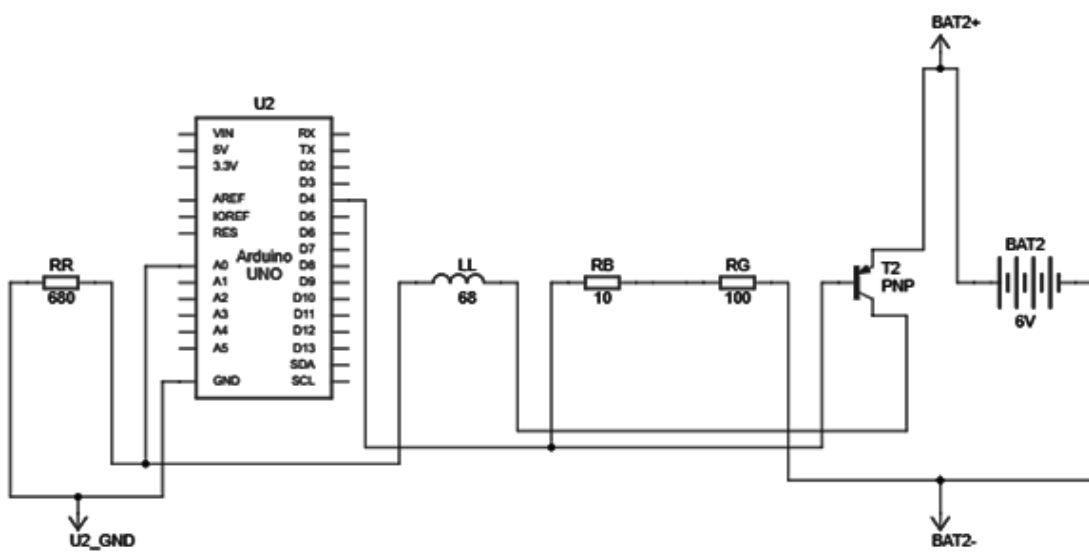 BAT2+
U2
VIN RX
5V TX
3.3V D2
D3
AREF D4
IOREF D5
RES D6
D7
Arduino
UNO
A0 D8
A1 D9
A2 D10
A3 D11
A4 D12
A5 D13
SDA
GND SCL
RR
680
LL
68
RB
10
RG
100
T2
PNP
BAT2
6V
U2_GND
BAT2-